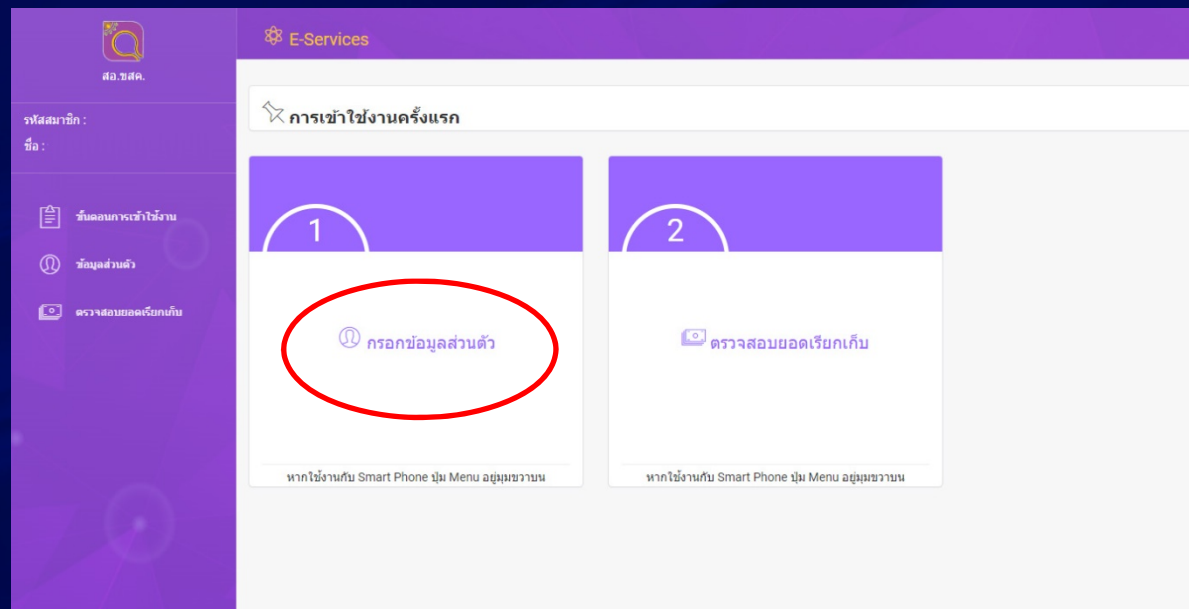 สอ.ขสค.
E-Services
รหัสสมาชิก :
ชื่อ :
ขั้นตอนการเข้าใช้งาน
ข้อมูลส่วนตัว
ตรวจสอบยอดเรียกเก็บ
การเข้าใช้งานครั้งแรก
1
กรอกข้อมูลส่วนตัว
หากใช้งานกับ Smart Phone ปุ่ม Menu อยู่มุมขวาบน
2
ตรวจสอบยอดเรียกเก็บ
หากใช้งานกับ Smart Phone ปุ่ม Menu อยู่มุมขวาบน